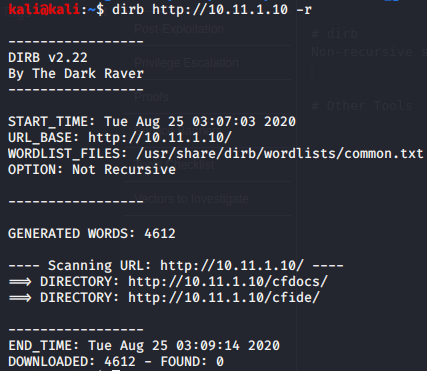 kali@kali:~$ dirb http://10.11.1.10 -r
Post-Exploitation
# dirb
-----------------
DIRB v2.22
Non-recursive s
By The Dark Raver
Privilege Escalation
-----------------
Proofs
# Other Tools
START_TIME: Tue Aug 25 03:07:03 2020
URL_BASE: http://10.11.1.10/
WORDLIST_FILES: /usr/share/dirb/wordlists/common.txt
OPTION: Not Recursive
-----------------
Vectors to Investigate
GENERATED WORDS: 4612
---- Scanning URL: http://10.11.1.10/ ----
==> DIRECTORY: http://10.11.1.10/cfdocs/
==> DIRECTORY: http://10.11.1.10/cfide/
-----------------
END_TIME: Tue Aug 25 03:09:14 2020
DOWNLOADED: 4612 - FOUND: 0